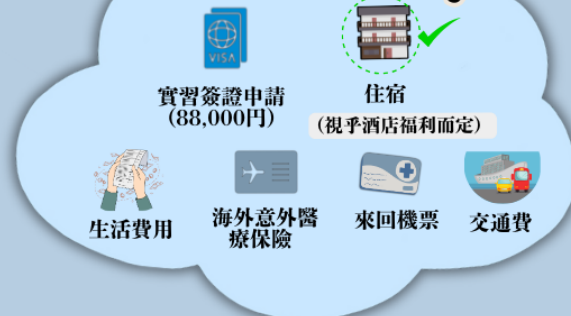 VISA
實習簽證申請
(88,000円)
住宿
(視乎酒店福利而定)
生活費用
海外意外醫
療保險
來回機票
交通費